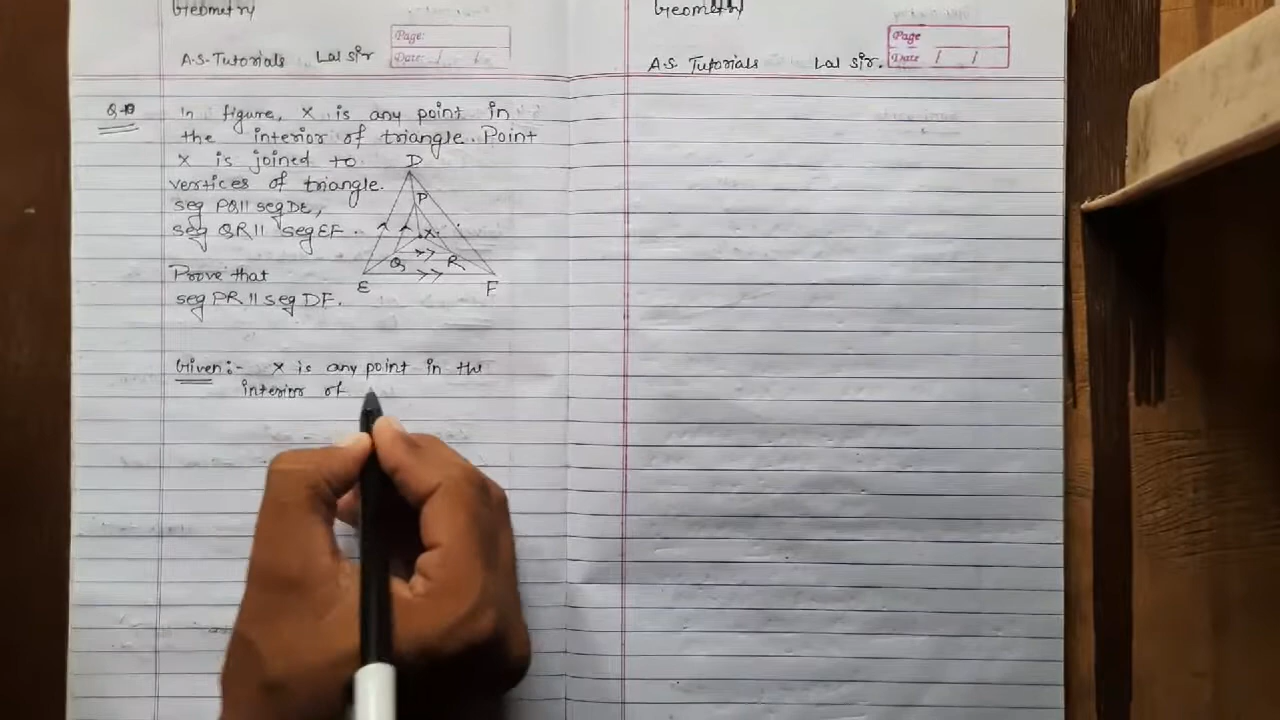 Geometry
Page:
Date: / /
A.S. Tutorials Lal Sir
In figure, X is any point in
the interior of triangle. Point
X is joined to
vertices of triangle.
seg PQ || seg DE,
seg QR || seg EF.
Prove that
seg PR || seg DF.
D
P
X
Q
R
E
F
Given:- X is any point in the
interior of
Geometry
Page
Date / /
A.S. Tutorials Lal Sir.